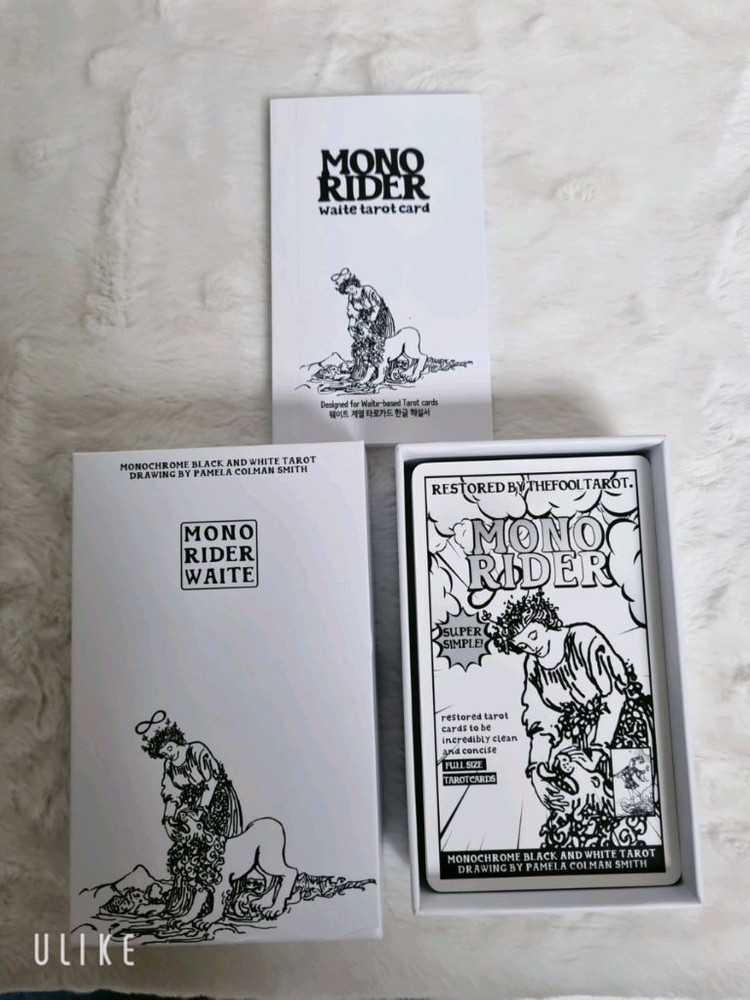 MONO
RIDER
Waite tarot card
Designed for Waite-based Tarot cards
웨이트 계열 타로카드 한글 해설서
MONOCHROME BLACK AND WHITE TAROT
DRAWING BY PAMELA COLMAN SMITH
MONO
RIDER
WAITE
RESTORED BY THEFOOLTAROT.
MONO
RIDER
SUPER
SIMPLE!
restored tarot
cards to be
incredibly clean
and concise
FULL SIZE
TAROTCARDS
MONOCHROME BLACK AND WHITE TAROT
DRAWING BY PAMELA COLMAN SMITH
ULIKE